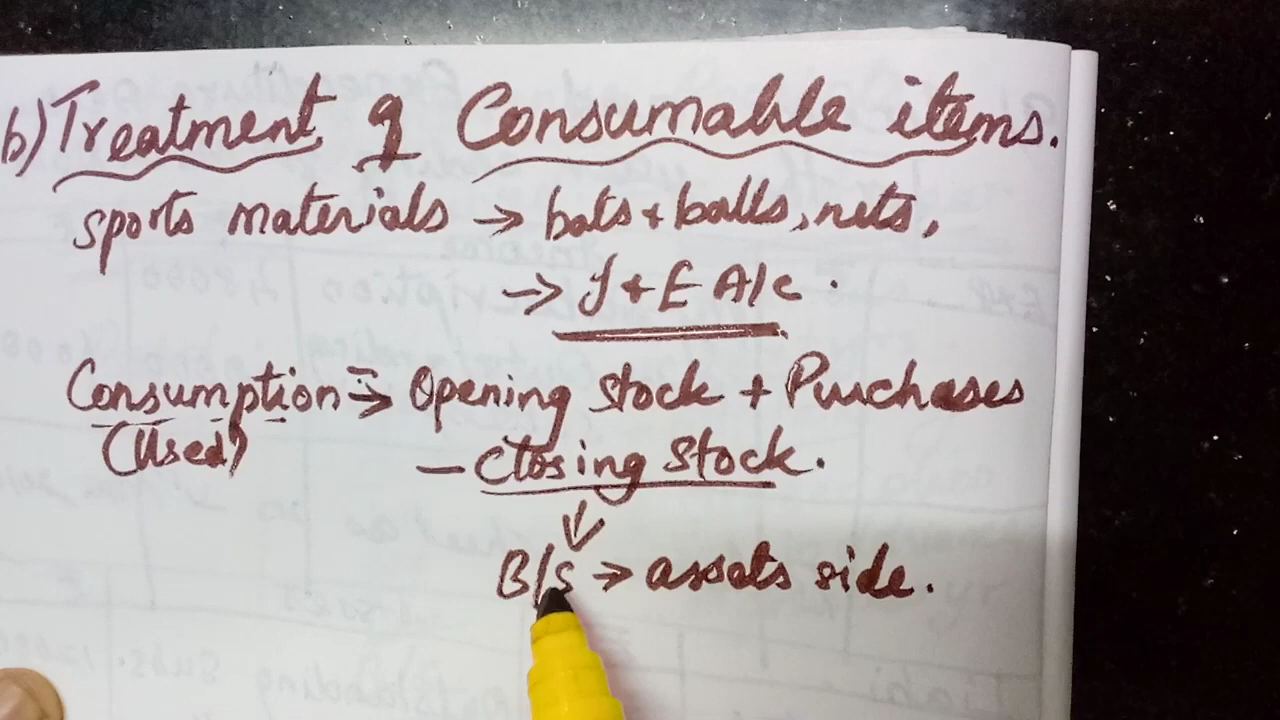 b) Treatment of Consumable items.
sports materials → bats + balls, nets.
→ I + E A/c.
Consumption ⇒ Opening stock + Purchases
(Used) – Closing stock.
↓
B/S → assets side.